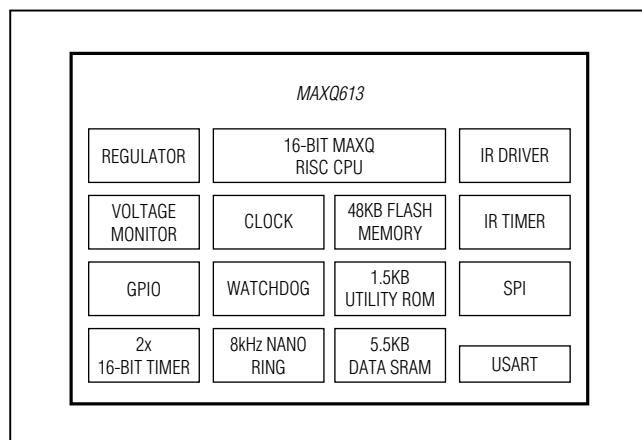 MAXQ613
REGULATOR
16-BIT MAXQ
RISC CPU
IR DRIVER
VOLTAGE
MONITOR
CLOCK
48KB FLASH
MEMORY
IR TIMER
GPIO
WATCHDOG
1.5KB
UTILITY ROM
SPI
2x
16-BIT TIMER
8kHz NANO
RING
5.5KB
DATA SRAM
USART